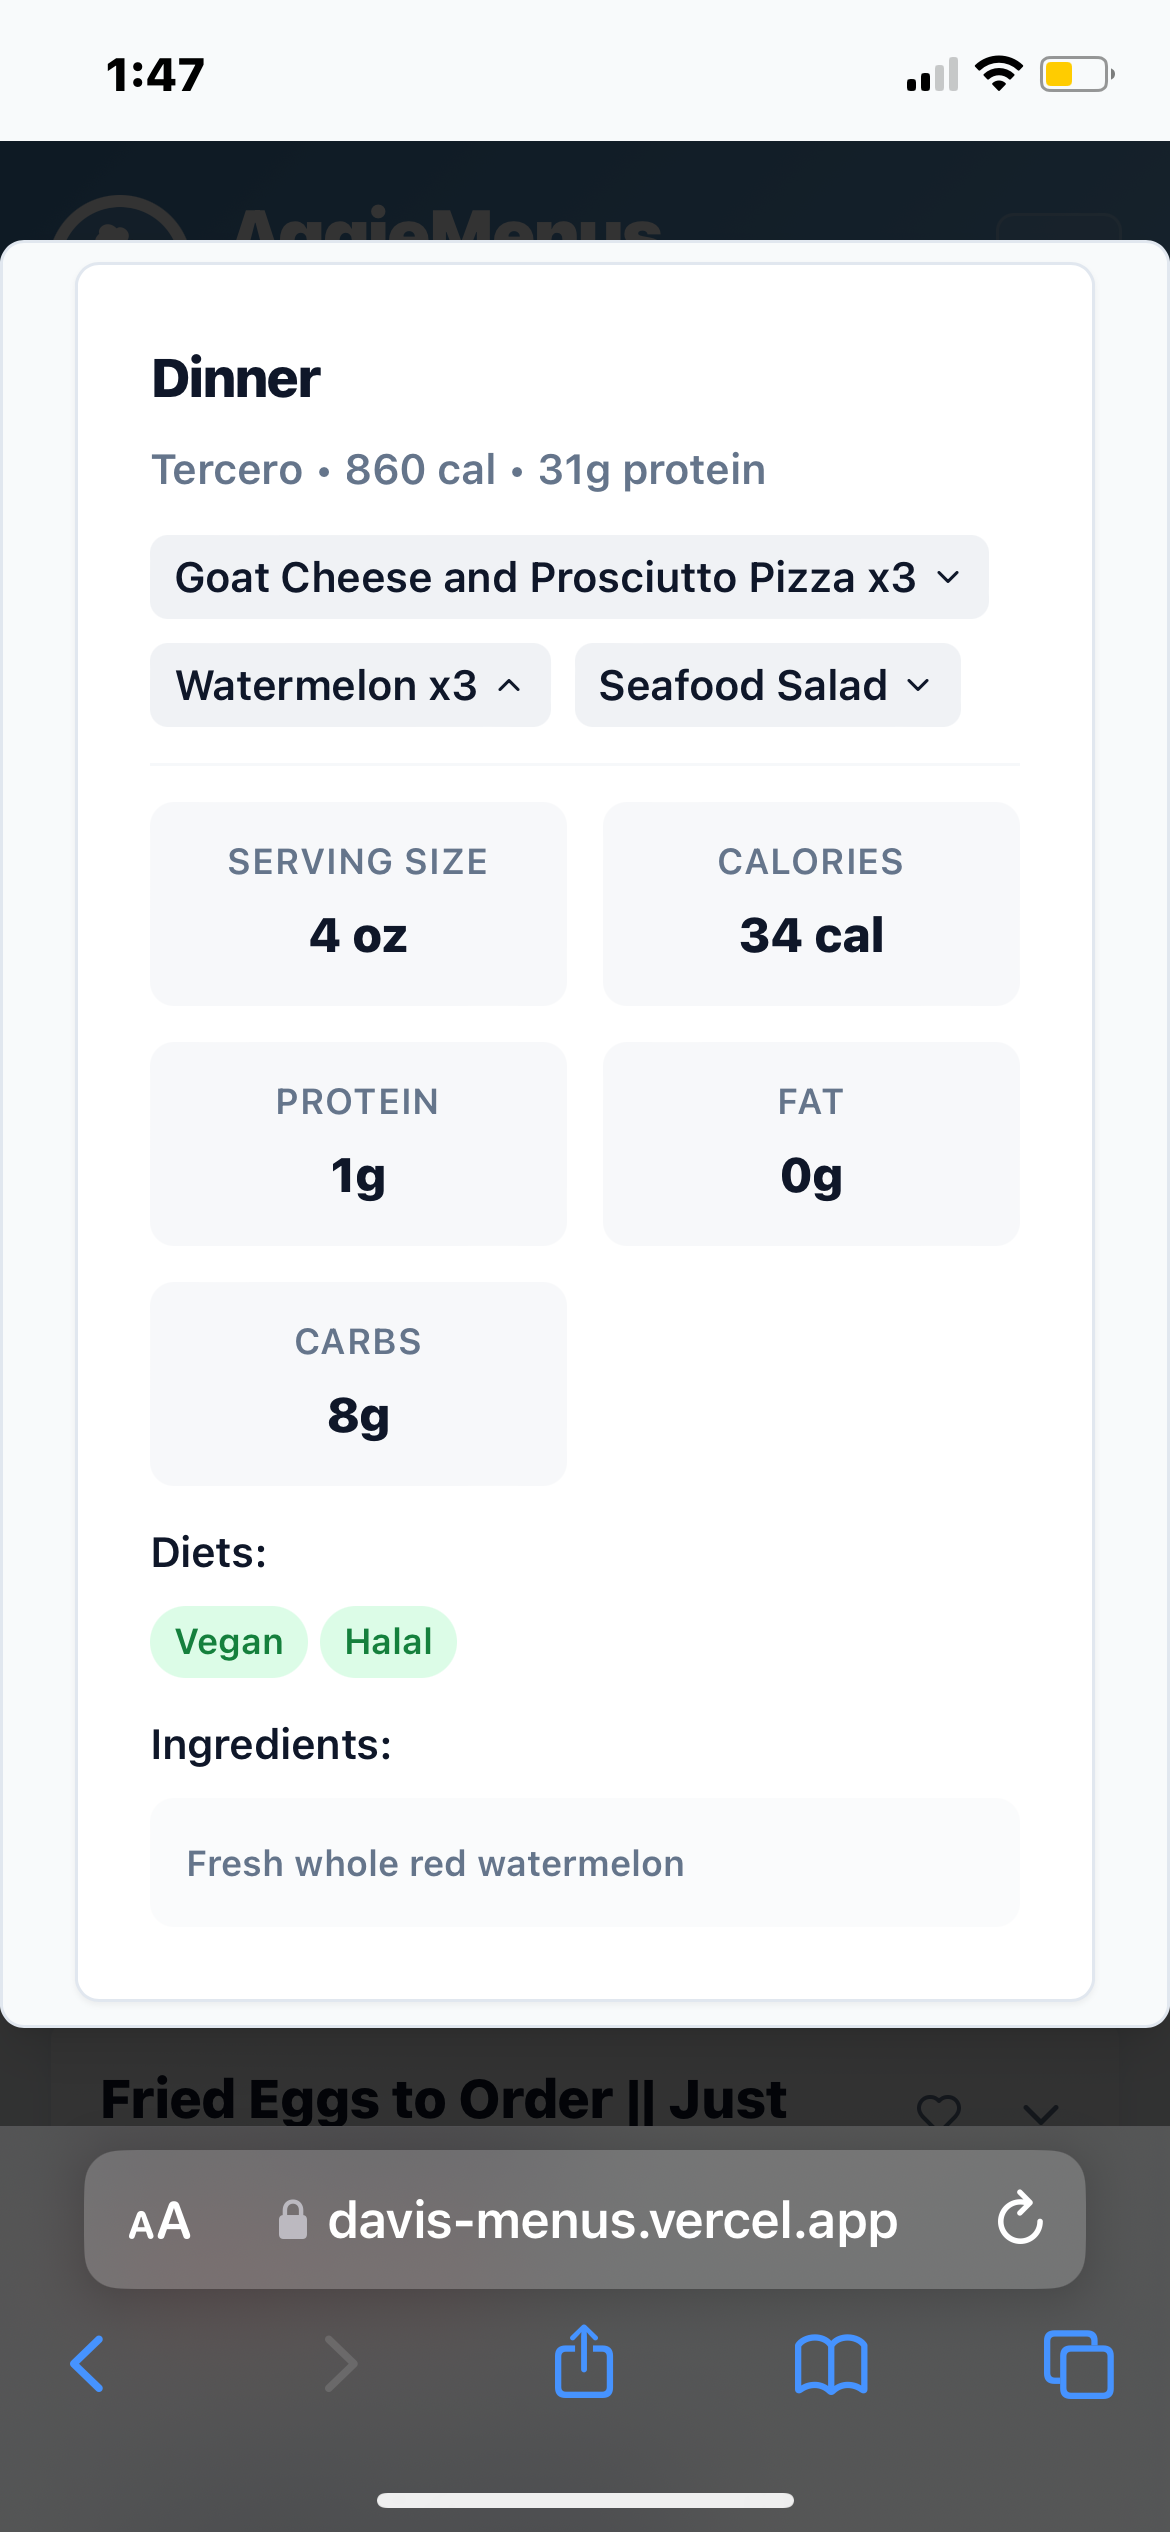 1:47
AggieMenus
Dinner
Tercero • 860 cal • 31g protein
Goat Cheese and Prosciutto Pizza x3
Watermelon x3
Seafood Salad
SERVING SIZE
4 oz
CALORIES
34 cal
PROTEIN
1g
FAT
0g
CARBS
8g
Diets:
Vegan
Halal
Ingredients:
Fresh whole red watermelon
Fried Eggs to Order || Just
AA
davis-menus.vercel.app